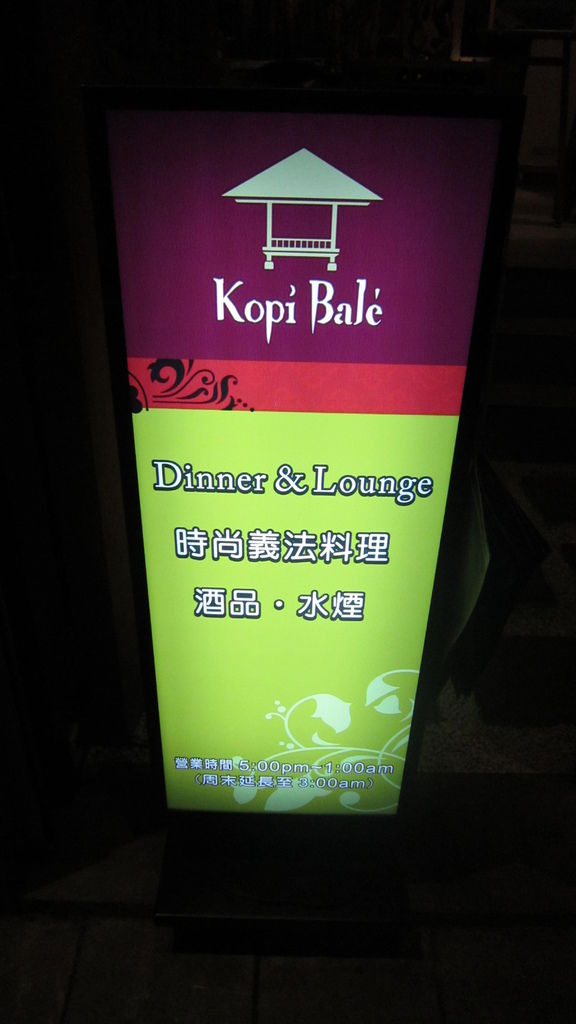 Kopi Balé
Dinner & Lounge
時尚義法料理
酒品・水煙
營業時間 5:00pm-1:00am
(周末延長至 3:00am)